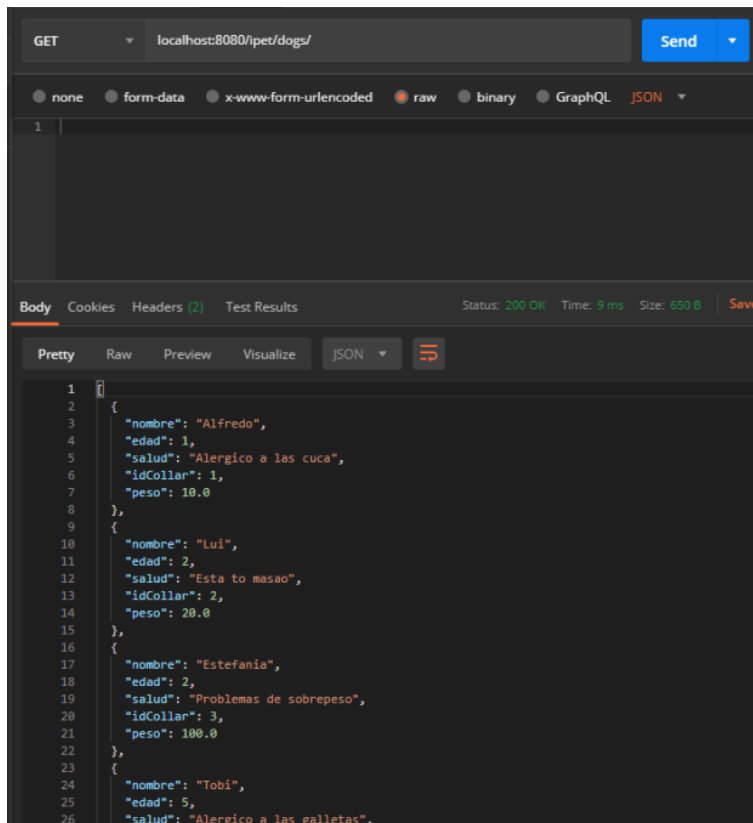 GET localhost:8080/ipet/dogs/ Send
none form-data x-www-form-urlencoded raw binary GraphQL JSON
1
Body Cookies Headers (2) Test Results Status: 200 OK Time: 9 ms Size: 650 B Save
Pretty Raw Preview Visualize JSON
1 [
2 {
3 "nombre": "Alfredo",
4 "edad": 1,
5 "salud": "Alergico a las cuca",
6 "idCollar": 1,
7 "peso": 10.0
8 },
9 {
10 "nombre": "Lui",
11 "edad": 2,
12 "salud": "Esta to masao",
13 "idCollar": 2,
14 "peso": 20.0
15 },
16 {
17 "nombre": "Estefania",
18 "edad": 2,
19 "salud": "Problemas de sobrepeso",
20 "idCollar": 3,
21 "peso": 100.0
22 },
23 {
24 "nombre": "Tobi",
25 "edad": 5,
26 "salud": "Alergico a las galletas",